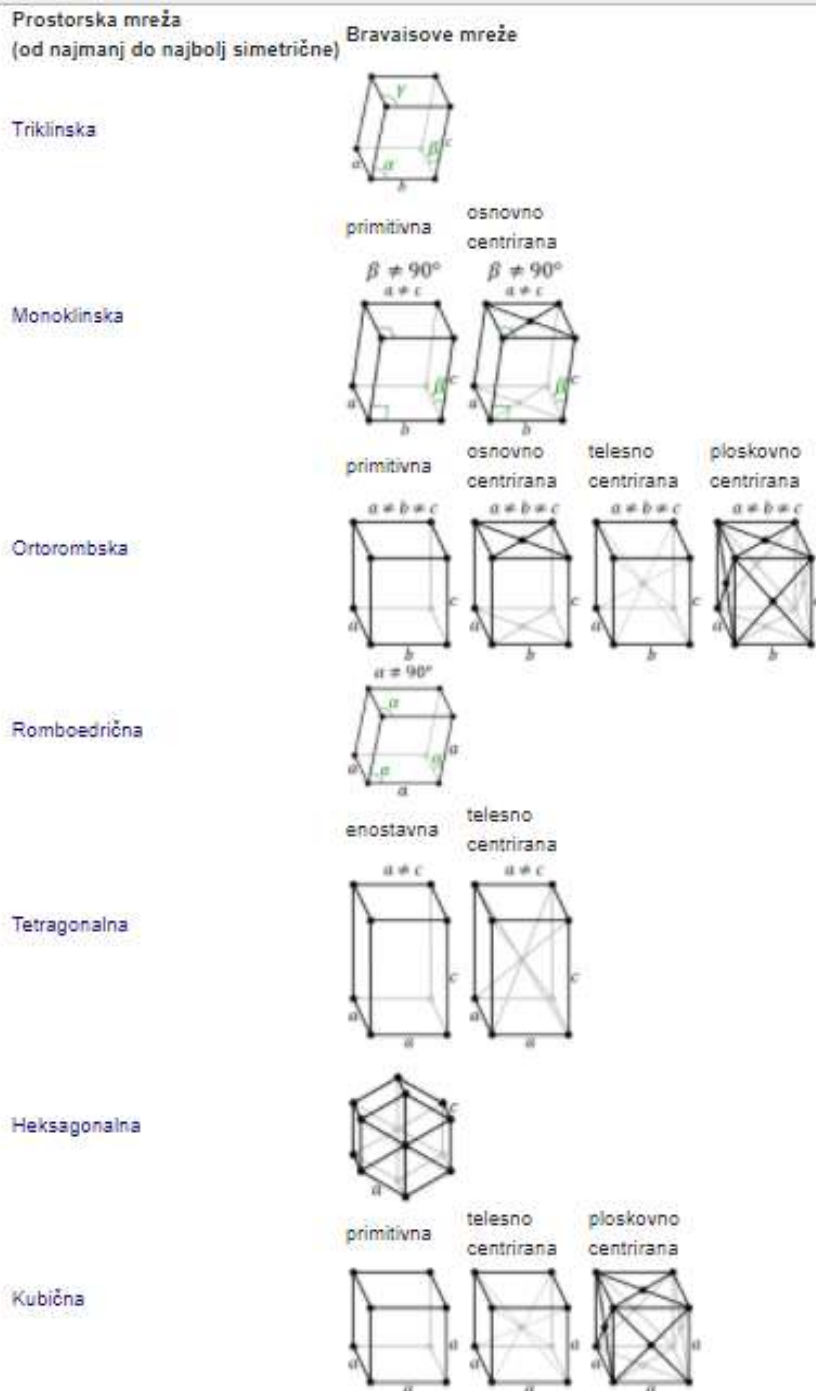 Prostorska mreža
(od najmanj do najbolj simetrične)
Bravaisove mreže
Triklinska
γ
a α β c
b
primitivna
osnovno
centrirana
Monoklinska
β ≠ 90° β ≠ 90°
a ≠ c a ≠ c
a β c a β c
b b
primitivna
osnovno
centrirana
telesno
centrirana
ploskovno
centrirana
Ortorombska
a ≠ b ≠ c a ≠ b ≠ c a ≠ b ≠ c a ≠ b ≠ c
a c a c a c a
b b b b
Romboedrična
α ≠ 90°
α
a α a
a
enostavna
telesno
centrirana
Tetragonalna
a ≠ c a ≠ c
a c a c
a a
Heksagonalna
c
a
primitivna
telesno
centrirana
ploskovno
centrirana
Kubična
a a a a a a
a a a